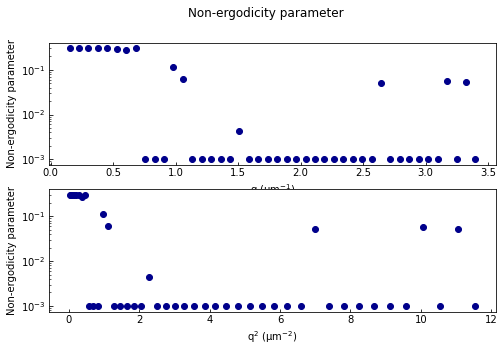 Non-ergodicity parameter
Non-ergodicity parameter
10⁻¹
10⁻²
10⁻³
0.0 0.5 1.0 1.5 2.0 2.5 3.0 3.5
q (μm⁻¹)
Non-ergodicity parameter
10⁻¹
10⁻²
10⁻³
0 2 4 6 8 10 12
q² (μm⁻²)